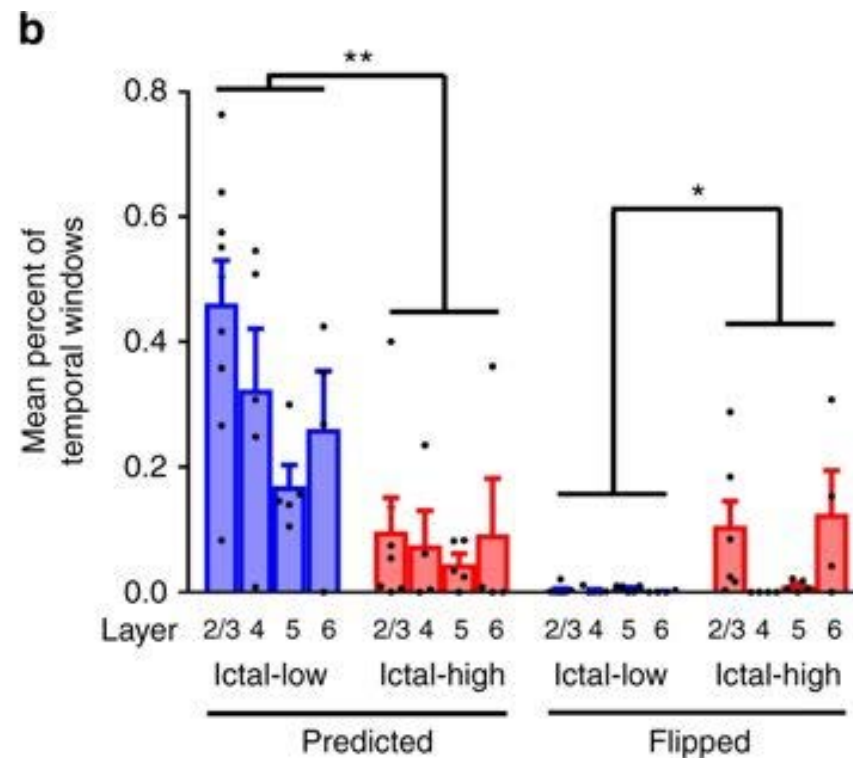 b
**
*
Mean percent of
temporal windows
0.8
0.6
0.4
0.2
0.0
Layer 2/3 4 5 6 2/3 4 5 6 2/3 4 5 6 2/3 4 5 6
Ictal-low Ictal-high Ictal-low Ictal-high
Predicted Flipped